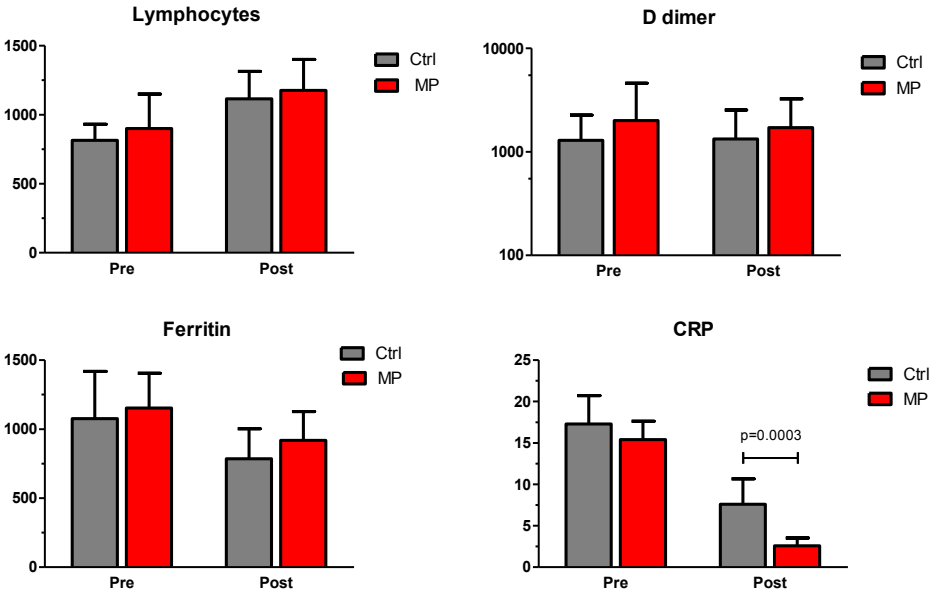 Lymphocytes
1500
1000
500
0
Pre
Post
Ctrl
MP
D dimer
10000
1000
100
Pre
Post
Ctrl
MP
Ferritin
1500
1000
500
0
Pre
Post
Ctrl
MP
CRP
25
20
15
10
5
0
p=0.0003
Pre
Post
Ctrl
MP